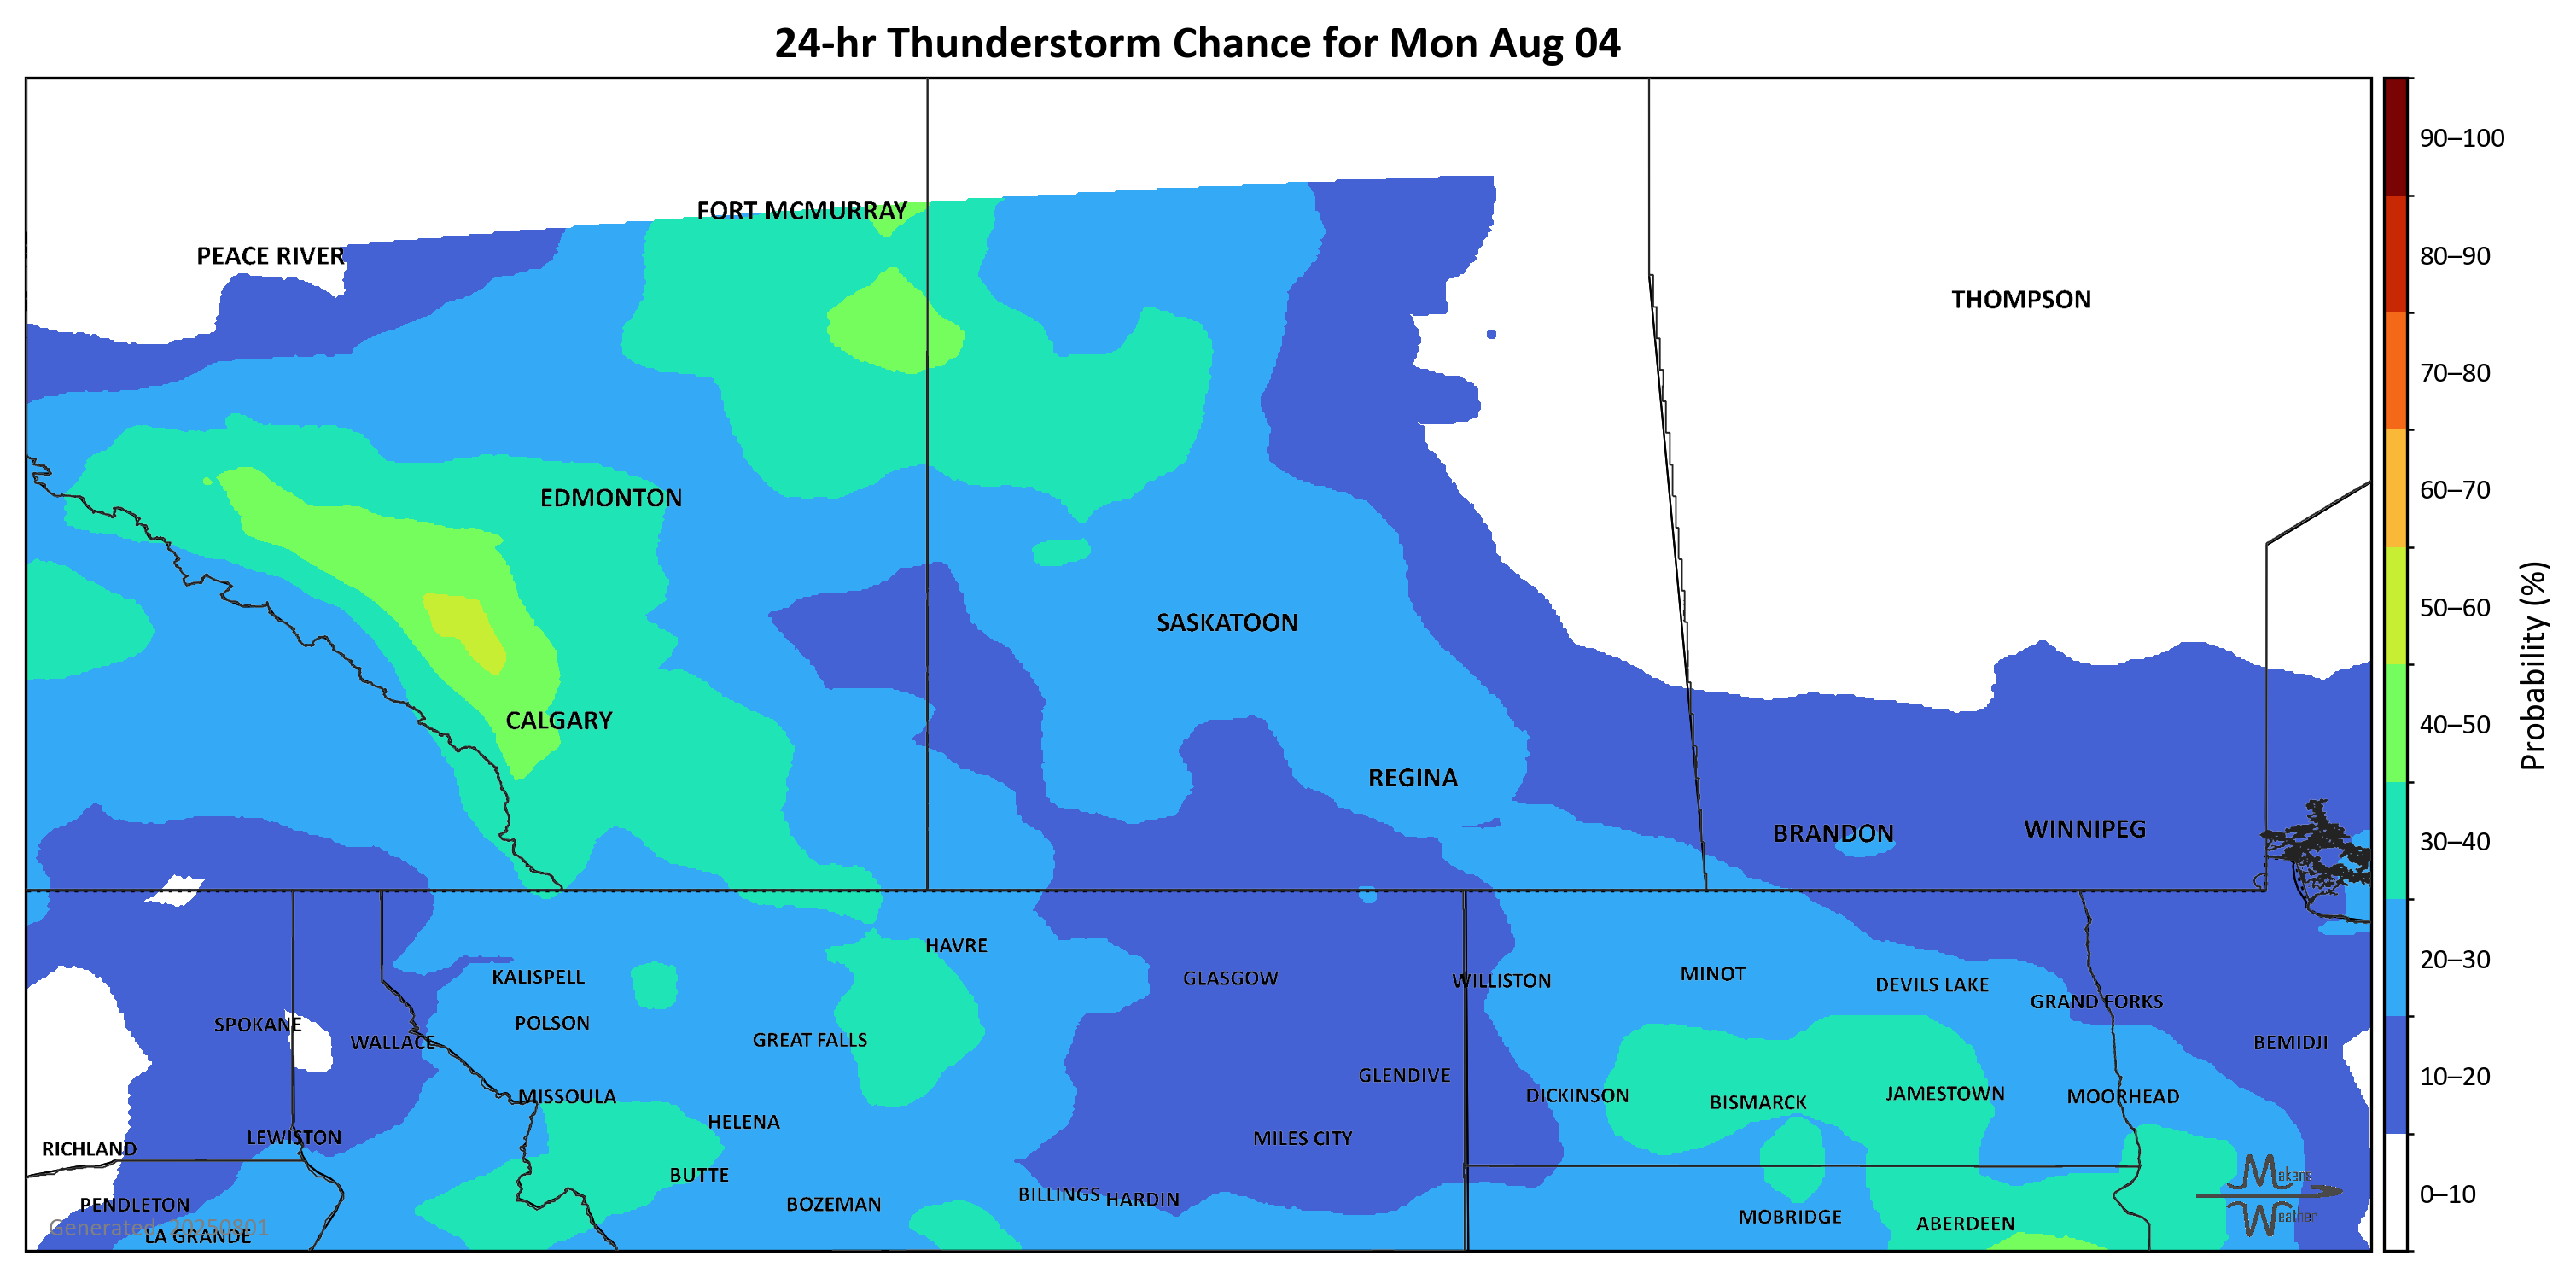 24-hr Thunderstorm Chance for Mon Aug 04
90–100
FORT MCMURRAY
PEACE RIVER
80–90
THOMPSON
70–80
EDMONTON
60–70
SASKATOON
50–60
Probability (%)
CALGARY
40–50
REGINA
BRANDON
WINNIPEG
30–40
HAVRE
KALISPELL
GLASGOW
WILLISTON
MINOT
DEVILS LAKE
20–30
GRAND FORKS
SPOKANE
POLSON
WALLACE
GREAT FALLS
BEMIDJI
GLENDIVE
10–20
MISSOULA
DICKINSON
BISMARCK
JAMESTOWN
MOORHEAD
HELENA
LEWISTON
MILES CITY
RICHLAND
BUTTE
Makens
Weather
PENDLETON
BOZEMAN
BILLINGS
HARDIN
0–10
MOBRIDGE
ABERDEEN
Generated: 20250801
LA GRANDE